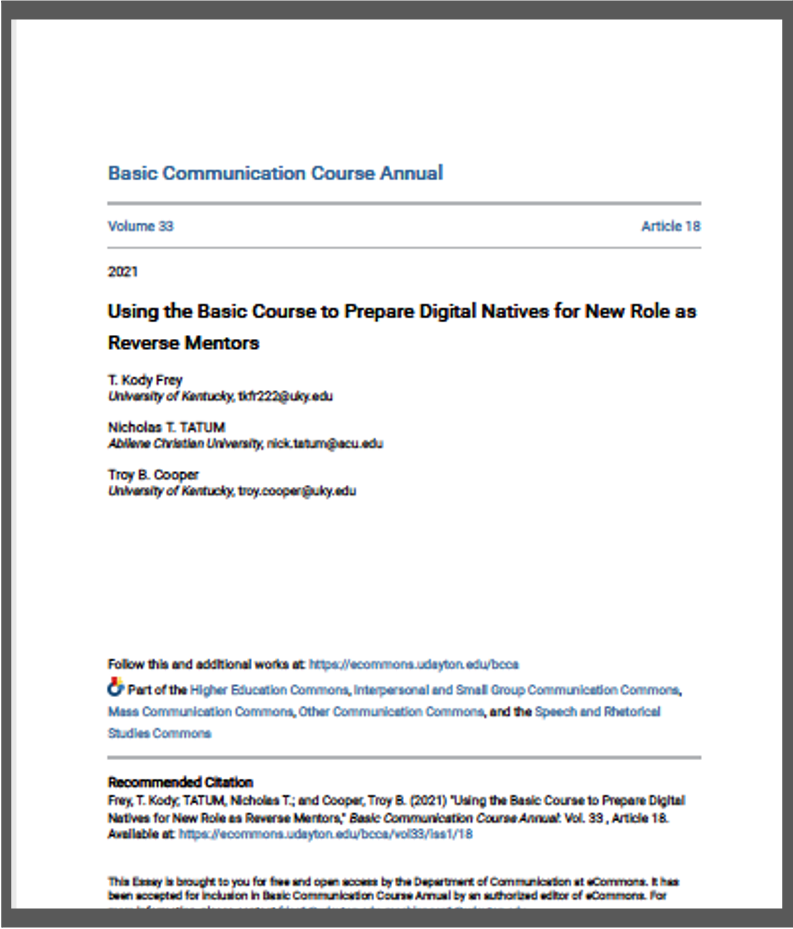 Basic Communication Course Annual
Volume 33 Article 18
2021
Using the Basic Course to Prepare Digital Natives for New Role as
Reverse Mentors
T. Kody Frey
University of Kentucky, tkfr222@uky.edu
Nicholas T. TATUM
Abilene Christian University, nick.tatum@acu.edu
Troy B. Cooper
University of Kentucky, troy.cooper@uky.edu
Follow this and additional works at: https://ecommons.udayton.edu/bcca
Part of the Higher Education Commons, Interpersonal and Small Group Communication Commons,
Mass Communication Commons, Other Communication Commons, and the Speech and Rhetorical
Studies Commons
Recommended Citation
Frey, T. Kody; TATUM, Nicholas T.; and Cooper, Troy B. (2021) "Using the Basic Course to Prepare Digital
Natives for New Role as Reverse Mentors," Basic Communication Course Annual: Vol. 33 , Article 18.
Available at: https://ecommons.udayton.edu/bcca/vol33/iss1/18
This Essay is brought to you for free and open access by the Department of Communication at eCommons. It has
been accepted for inclusion in Basic Communication Course Annual by an authorized editor of eCommons. For